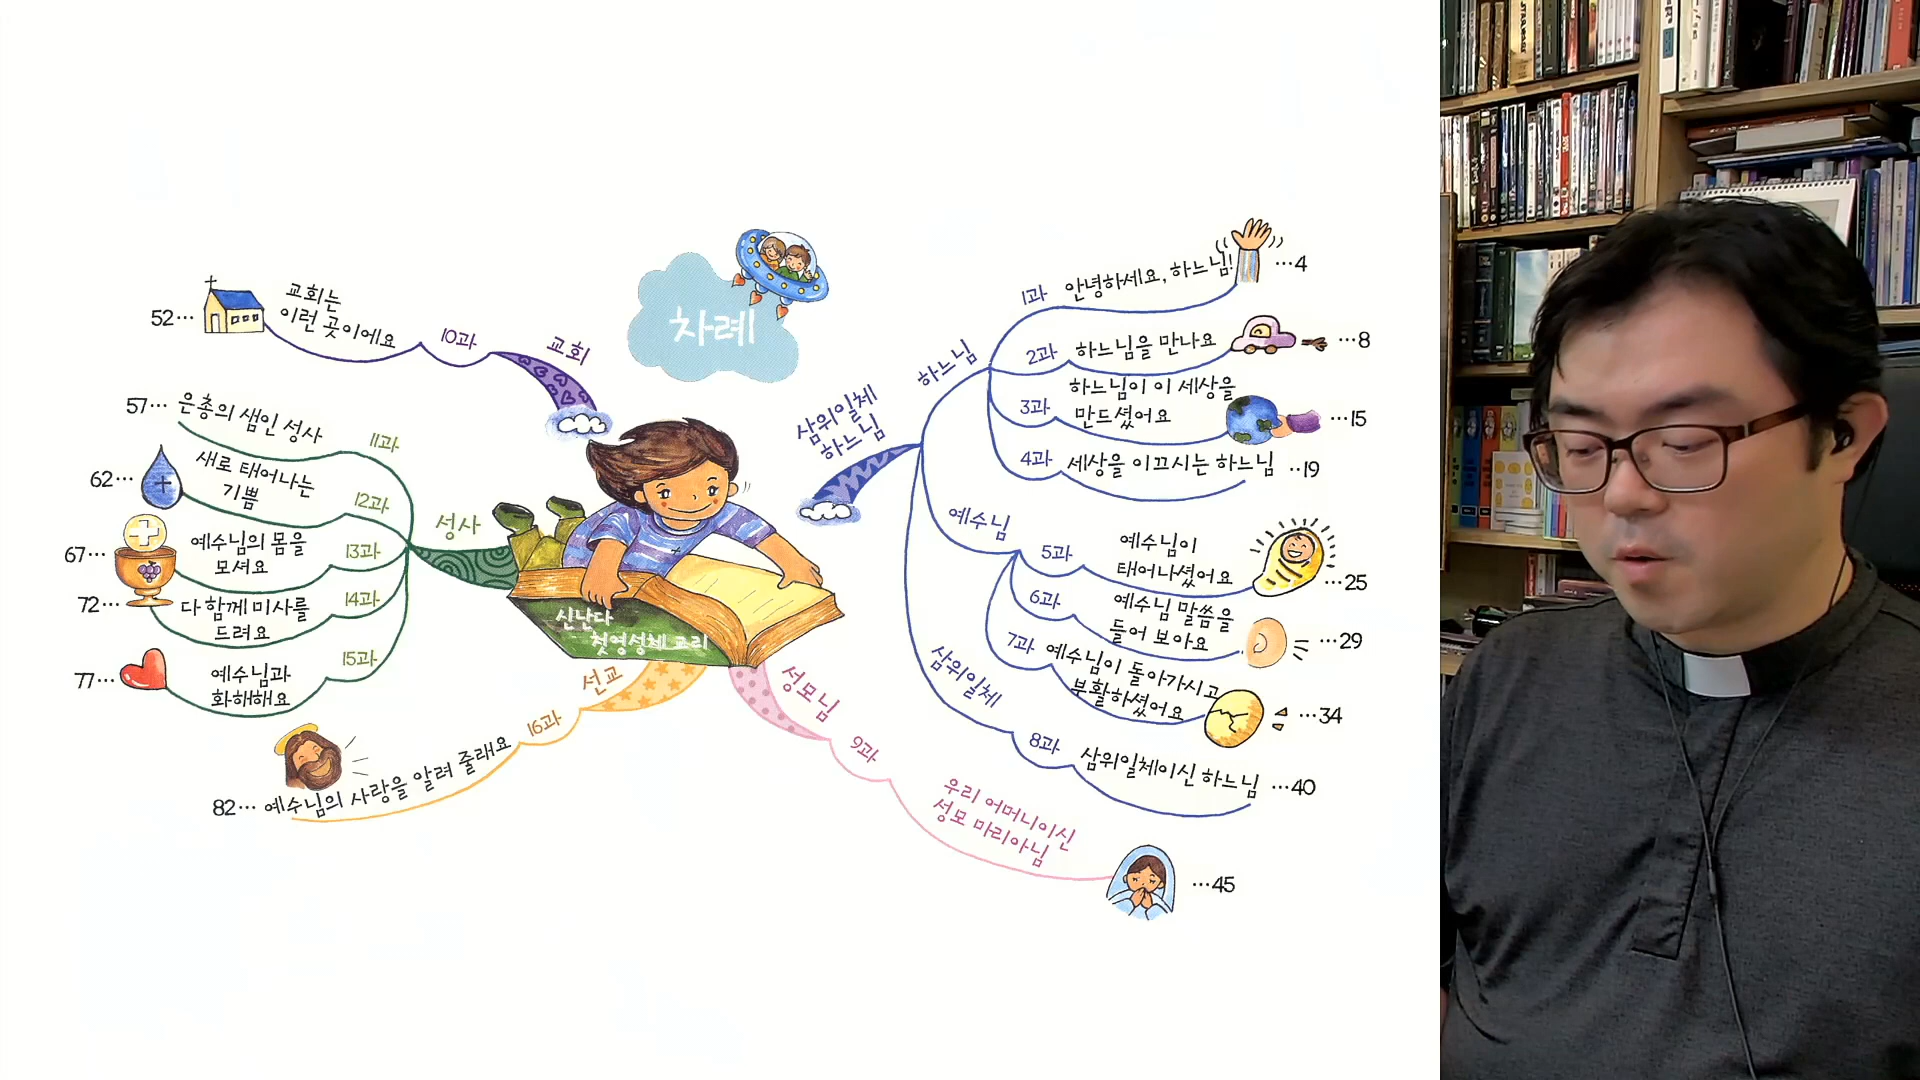 차례
삼위일체
하느님
하느님
1과 안녕하세요, 하느님! …4
2과 하느님을 만나요 …8
3과 하느님이 이 세상을
만드셨어요 …15
4과 세상을 이끄시는 하느님 ..19
예수님
5과 예수님이
태어나셨어요 …25
6과 예수님 말씀을
들어 보아요 …29
7과 예수님이 돌아가시고
부활하셨어요 …34
삼위일체
8과 삼위일체이신 하느님 …40
성모님
9과 우리 어머니이신
성모 마리아님 …45
교회
10과 교회는
이런 곳이에요
52…
성사
11과 은총의 샘인 성사
57…
12과 새로 태어나는
기쁨
62…
13과 예수님의 몸을
모셔요
67…
14과 다 함께 미사를
드려요
72…
15과 예수님과
화해해요
77…
선교
16과 예수님의 사랑을 알려 줄래요
82…
신난다
첫영성체 교리